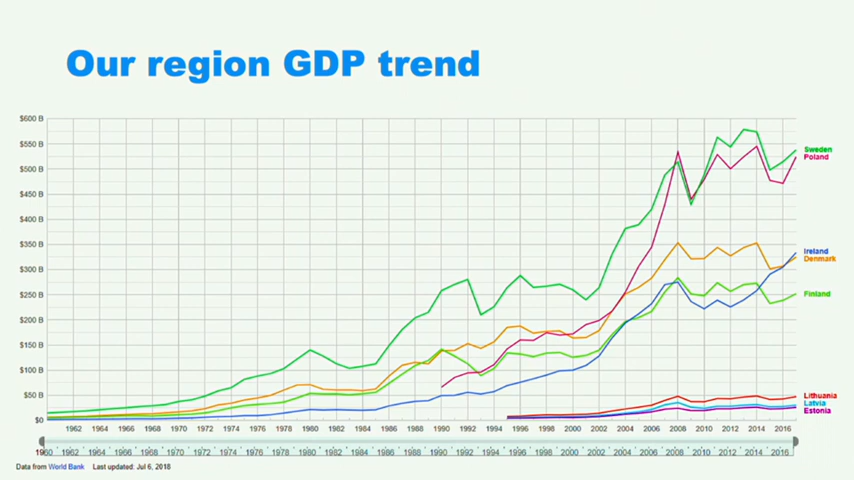 Our region GDP trend
$600 B
$550 B
$500 B
$450 B
$400 B
$350 B
$300 B
$250 B
$200 B
$150 B
$100 B
$50 B
$0
Sweden
Poland
Ireland
Denmark
Finland
Lithuania
Latvia
Estonia
1962 1964 1966 1968 1970 1972 1974 1976 1978 1980 1982 1984 1986 1988 1990 1992 1994 1996 1998 2000 2002 2004 2006 2008 2010 2012 2014 2016
1960 1962 1964 1966 1968 1970 1972 1974 1976 1978 1980 1982 1984 1986 1988 1990 1992 1994 1996 1998 2000 2002 2004 2006 2008 2010 2012 2014 2016
Data from World Bank Last updated: Jul 6, 2018